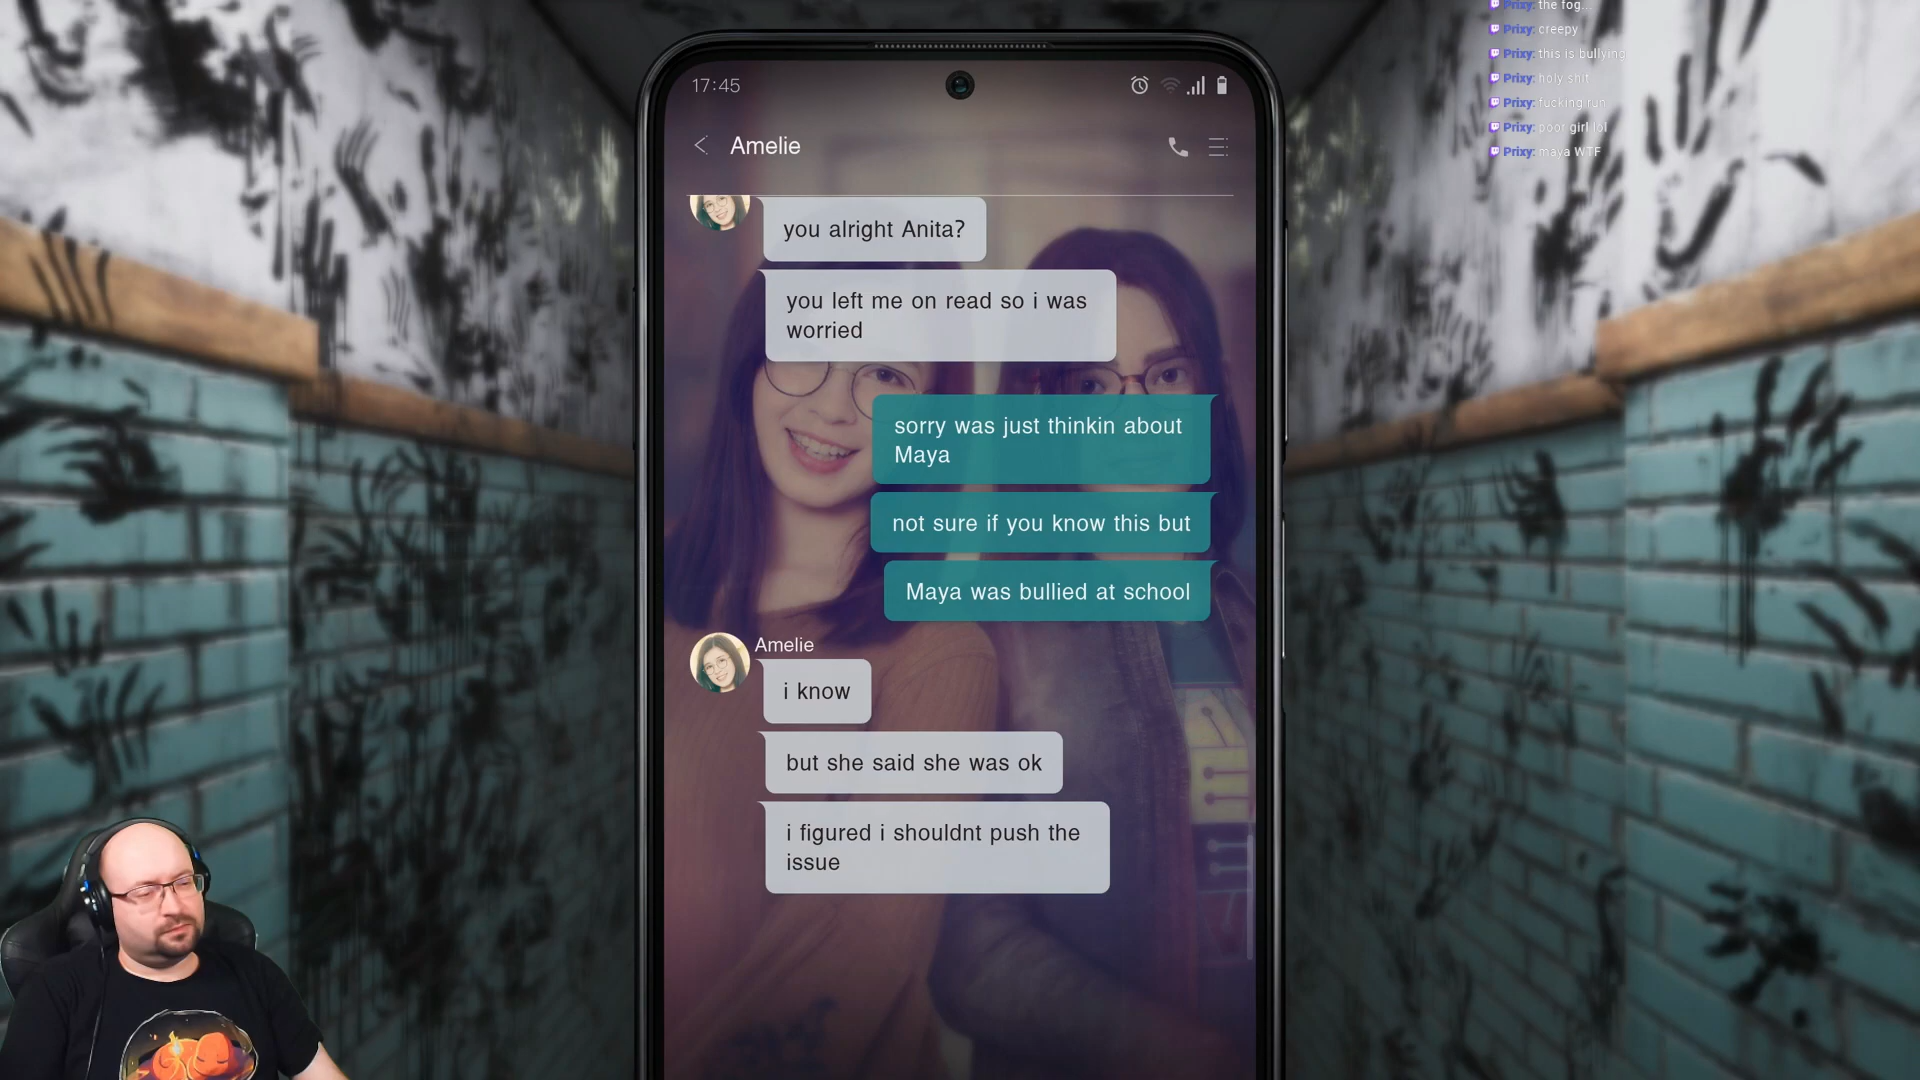 Prixy: the fog...
Prixy: creepy
Prixy: this is bullying
Prixy: holy shit
Prixy: fucking run
Prixy: poor girl lol
Prixy: maya WTF
17:45
Amelie
you alright Anita?
you left me on read so i was
worried
sorry was just thinkin about
Maya
not sure if you know this but
Maya was bullied at school
Amelie
i know
but she said she was ok
i figured i shouldnt push the
issue